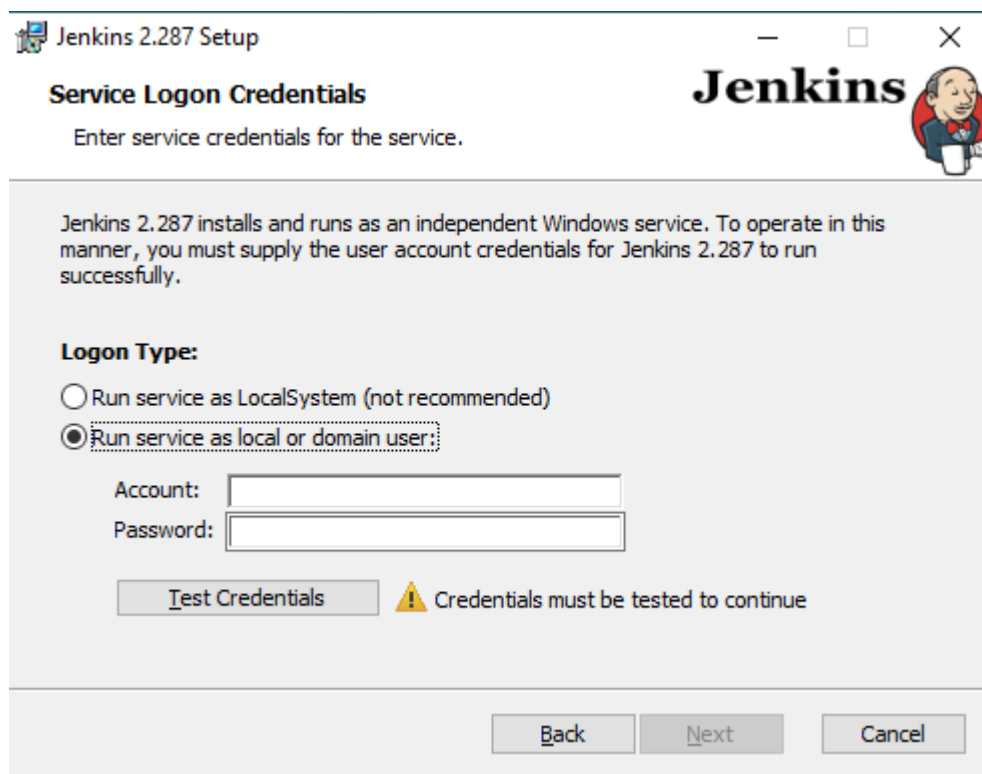 Jenkins 2.287 Setup
Service Logon Credentials
Jenkins
Enter service credentials for the service.
Jenkins 2.287 installs and runs as an independent Windows service. To operate in this
manner, you must supply the user account credentials for Jenkins 2.287 to run
successfully.
Logon Type:
Run service as LocalSystem (not recommended)
Run service as local or domain user:
Account:
Password:
Test Credentials
Credentials must be tested to continue
Back
Next
Cancel